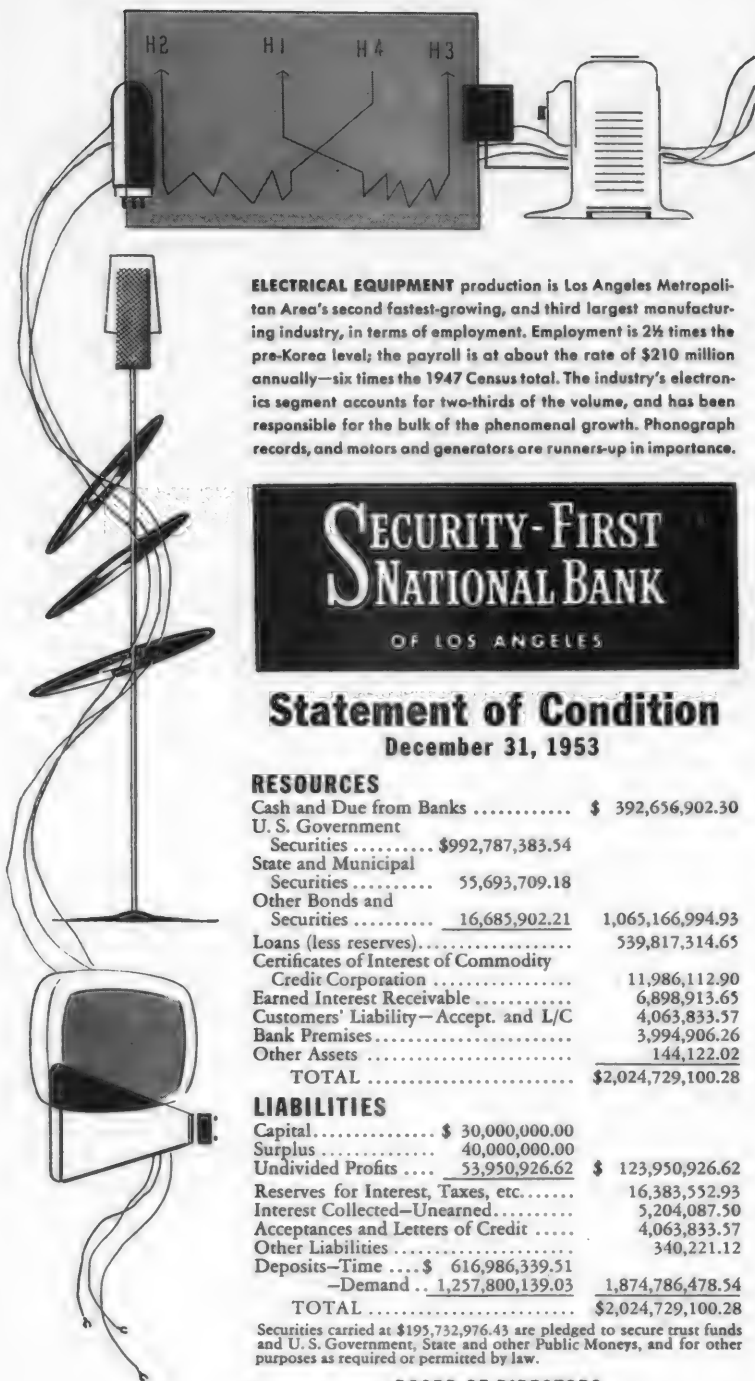 H2 H1 H4 H3
ELECTRICAL EQUIPMENT production is Los Angeles Metropoli-
tan Area's second fastest-growing, and third largest manufactur-
ing industry, in terms of employment. Employment is 2½ times the
pre-Korea level; the payroll is at about the rate of $210 million
annually—six times the 1947 Census total. The industry's electron-
ics segment accounts for two-thirds of the volume, and has been
responsible for the bulk of the phenomenal growth. Phonograph
records, and motors and generators are runners-up in importance.
SECURITY-FIRST
NATIONAL BANK
OF LOS ANGELES
Statement of Condition
December 31, 1953
RESOURCES
Cash and Due from Banks ............ $ 392,656,902.30
U. S. Government
Securities .......... $992,787,383.54
State and Municipal
Securities .......... 55,693,709.18
Other Bonds and
Securities .......... 16,685,902.21 1,065,166,994.93
Loans (less reserves).................. 539,817,314.65
Certificates of Interest of Commodity
Credit Corporation ................. 11,986,112.90
Earned Interest Receivable ........... 6,898,913.65
Customers' Liability—Accept. and L/C 4,063,833.57
Bank Premises....................... 3,994,906.26
Other Assets ........................ 144,122.02
TOTAL ........................ $2,024,729,100.28
LIABILITIES
Capital............... $ 30,000,000.00
Surplus .............. 40,000,000.00
Undivided Profits .... 53,950,926.62 $ 123,950,926.62
Reserves for Interest, Taxes, etc....... 16,383,552.93
Interest Collected—Unearned.......... 5,204,087.50
Acceptances and Letters of Credit ..... 4,063,833.57
Other Liabilities ..................... 340,221.12
Deposits—Time ....$ 616,986,339.51
—Demand .. 1,257,800,139.03 1,874,786,478.54
TOTAL ....................... $2,024,729,100.28
Securities carried at $195,732,976.43 are pledged to secure trust funds
and U. S. Government, State and other Public Moneys, and for other
purposes as required or permitted by law.